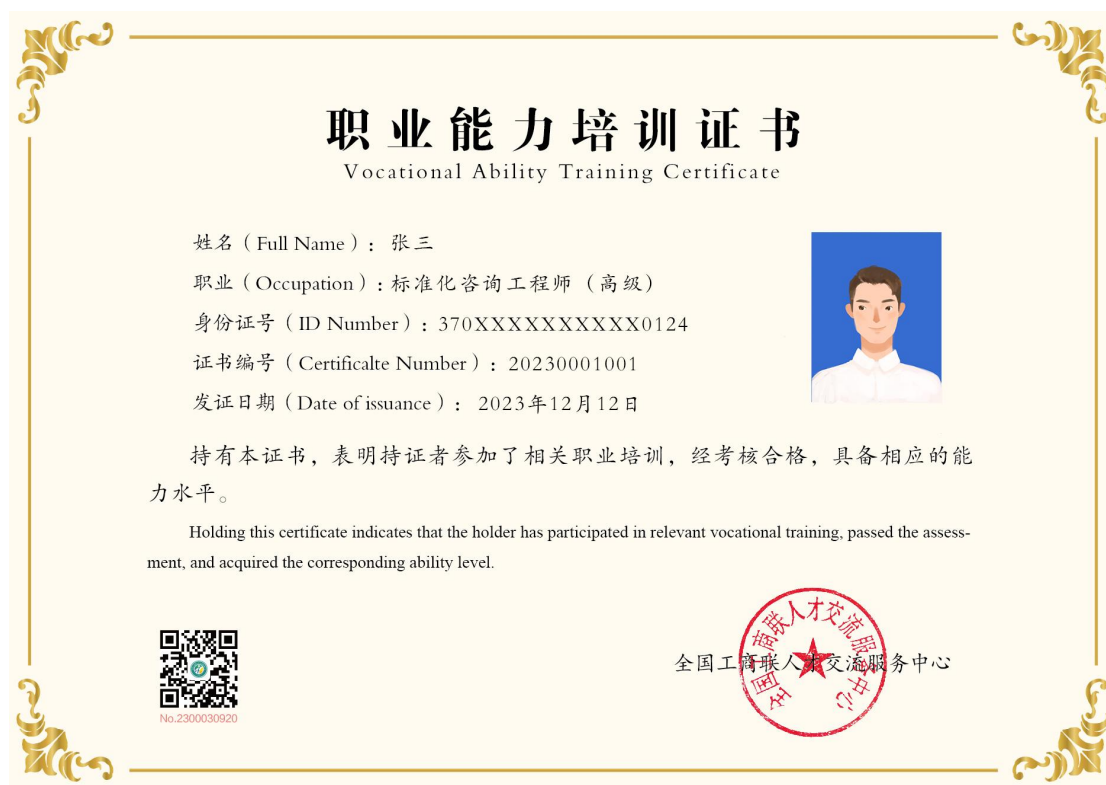 职业能力培训证书
Vocational Ability Training Certificate
姓名（Full Name）：张三
职业（Occupation）：标准化咨询工程师（高级）
身份证号（ID Number）：370XXXXXXXXXX0124
证书编号（Certificalte Number）：20230001001
发证日期（Date of issuance）：2023年12月12日
持有本证书，表明持证者参加了相关职业培训，经考核合格，具备相应的能
力水平。
Holding this certificate indicates that the holder has participated in relevant vocational training, passed the assess-
ment, and acquired the corresponding ability level.
全国工商联人才交流服务中心
全国工商联人才交流服务中心
No.2300030920